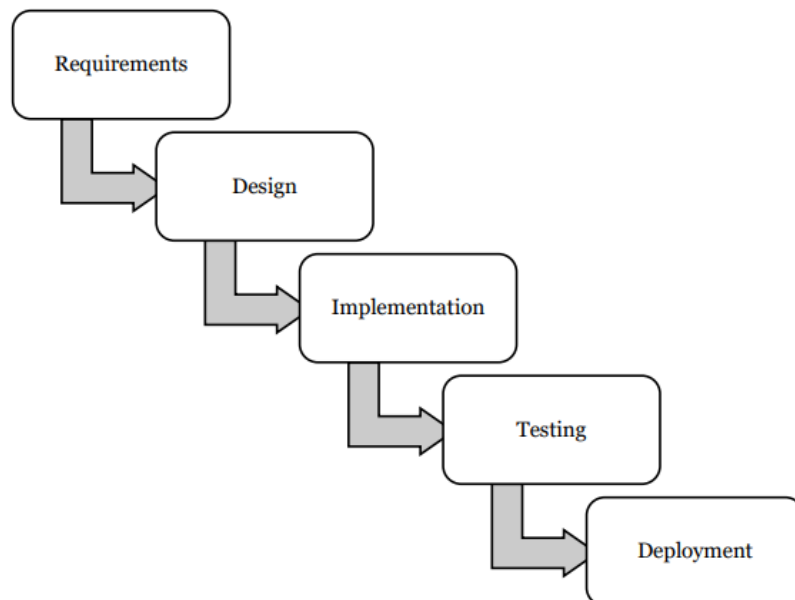 Requirements
Design
Implementation
Testing
Deployment